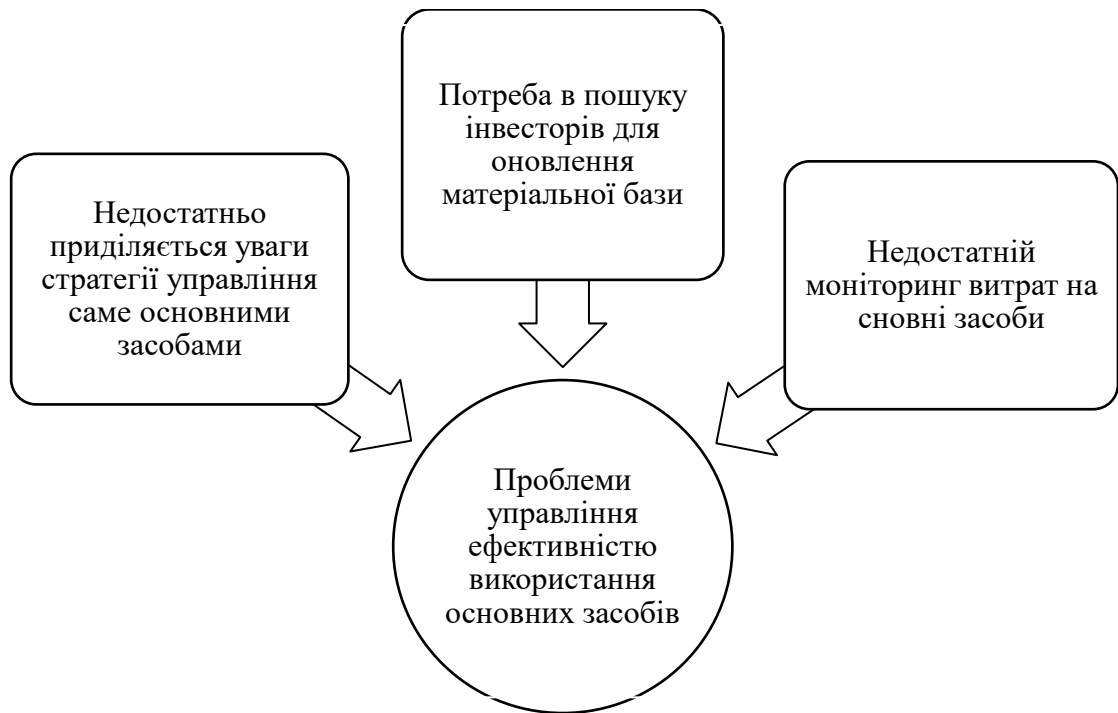 Потреба в пошуку
інвесторів для
оновлення
матеріальної бази
Недостатньо
приділяється уваги
стратегії управління
саме основними
засобами
Недостатній
моніторинг витрат на
сновні засоби
Проблеми
управління
ефективністю
використання
основних засобів